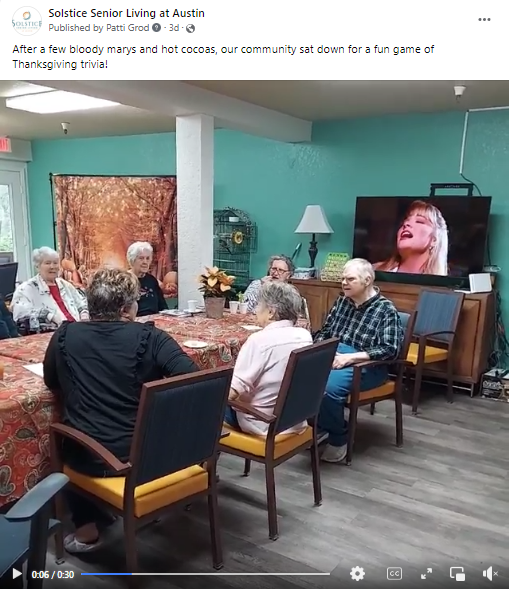 Solstice Senior Living at Austin
Published by Patti Grod · 3d ·
After a few bloody marys and hot cocoas, our community sat down for a fun game of
Thanksgiving trivia!
SOLSTICE
0:06 / 0:30
CC